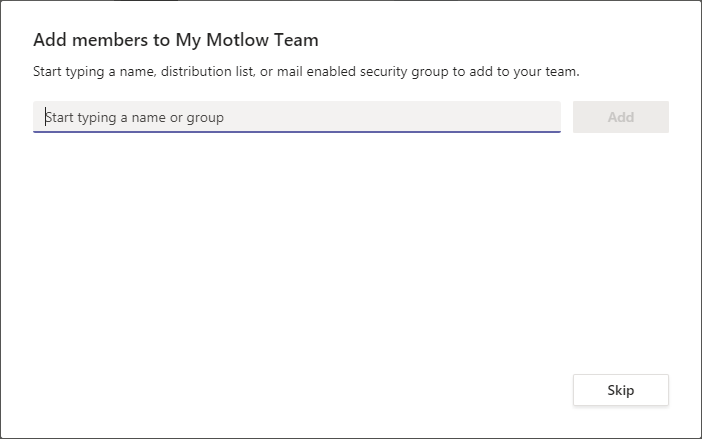 Add members to My Motlow Team
Start typing a name, distribution list, or mail enabled security group to add to your team.
Start typing a name or group
Add
Skip